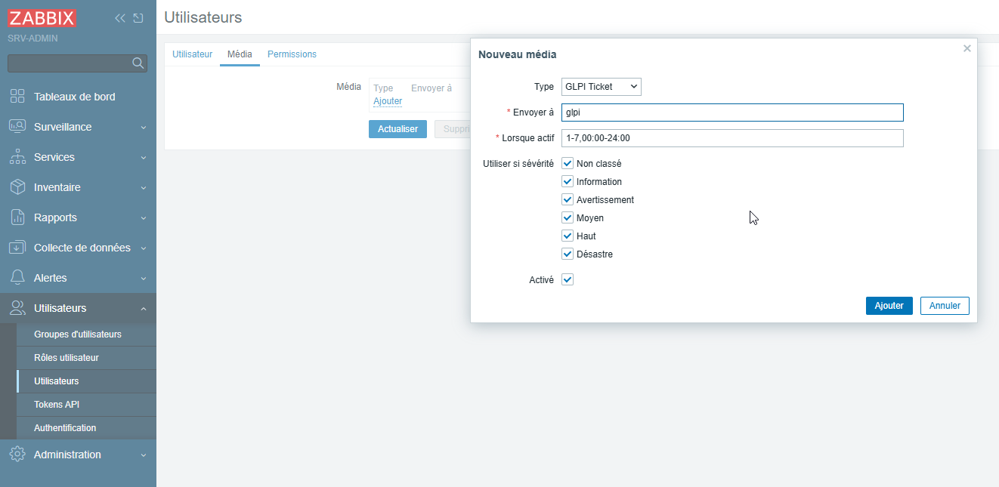 ZABBIX
SRV-ADMIN
Tableaux de bord
Surveillance
Services
Inventaire
Rapports
Collecte de données
Alertes
Utilisateurs
Groupes d'utilisateurs
Rôles utilisateur
Utilisateurs
Tokens API
Authentification
Administration
Utilisateurs
Utilisateur Média Permissions
Média Type Envoyer à
Ajouter
Actualiser Suppri
Nouveau média
Type GLPI Ticket
* Envoyer à glpi
* Lorsque actif 1-7,00:00-24:00
Utiliser si sévérité Non classé
Information
Avertissement
Moyen
Haut
Désastre
Activé
Ajouter Annuler